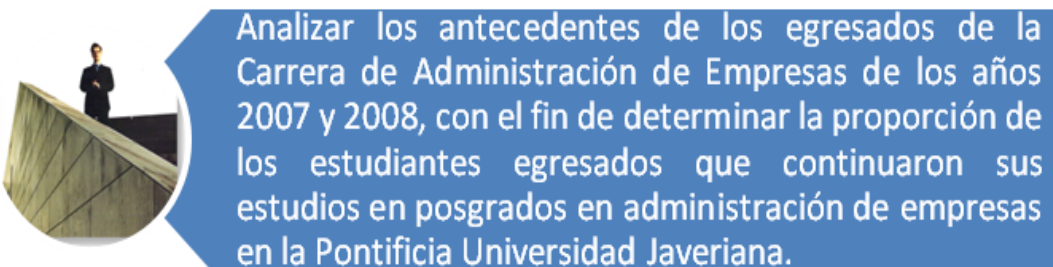 Analizar los antecedentes de los egresados de la
Carrera de Administración de Empresas de los años
2007 y 2008, con el fin de determinar la proporción de
los estudiantes egresados que continuaron sus
estudios en posgrados en administración de empresas
en la Pontificia Universidad Javeriana.